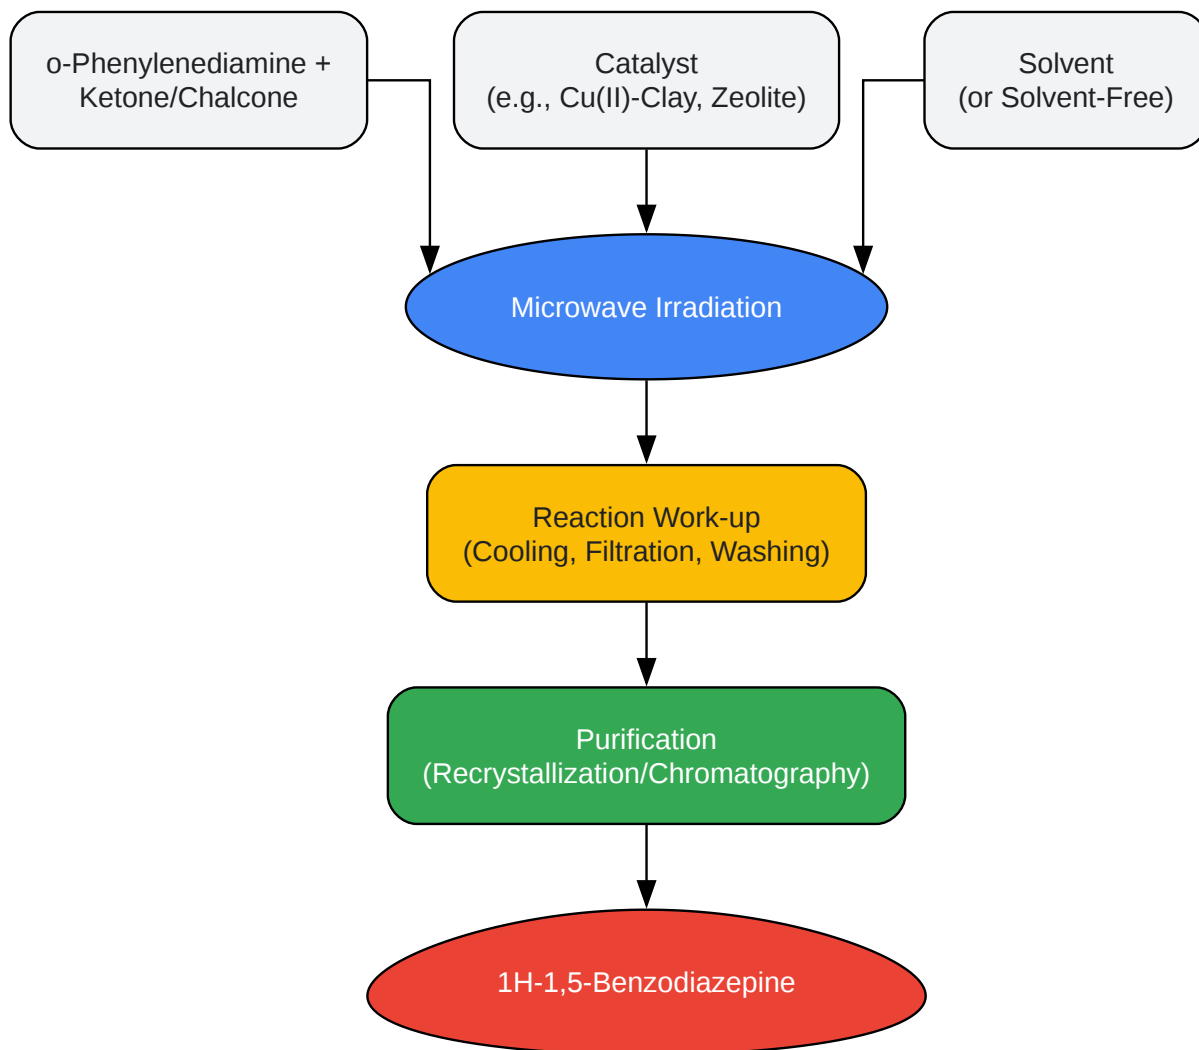 o-Phenylenediamine +
Ketone/Chalcone
Catalyst
(e.g., Cu(II)-Clay, Zeolite)
Solvent
(or Solvent-Free)
Microwave Irradiation
Reaction Work-up
(Cooling, Filtration, Washing)
Purification
(Recrystallization/Chromatography)
1H-1,5-Benzodiazepine